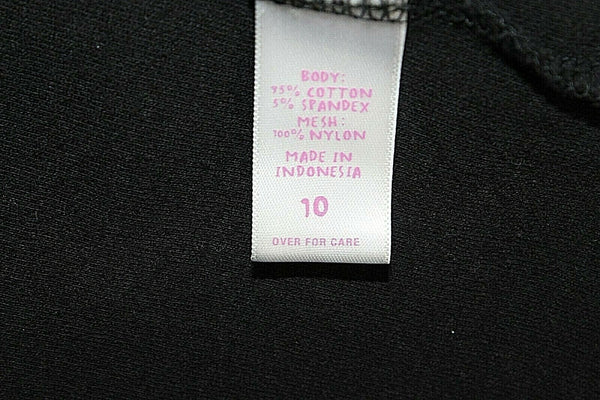 BODY:
95% COTTON
5% SPANDEX
MESH:
100% NYLON
MADE IN
INDONESIA
10
OVER FOR CARE